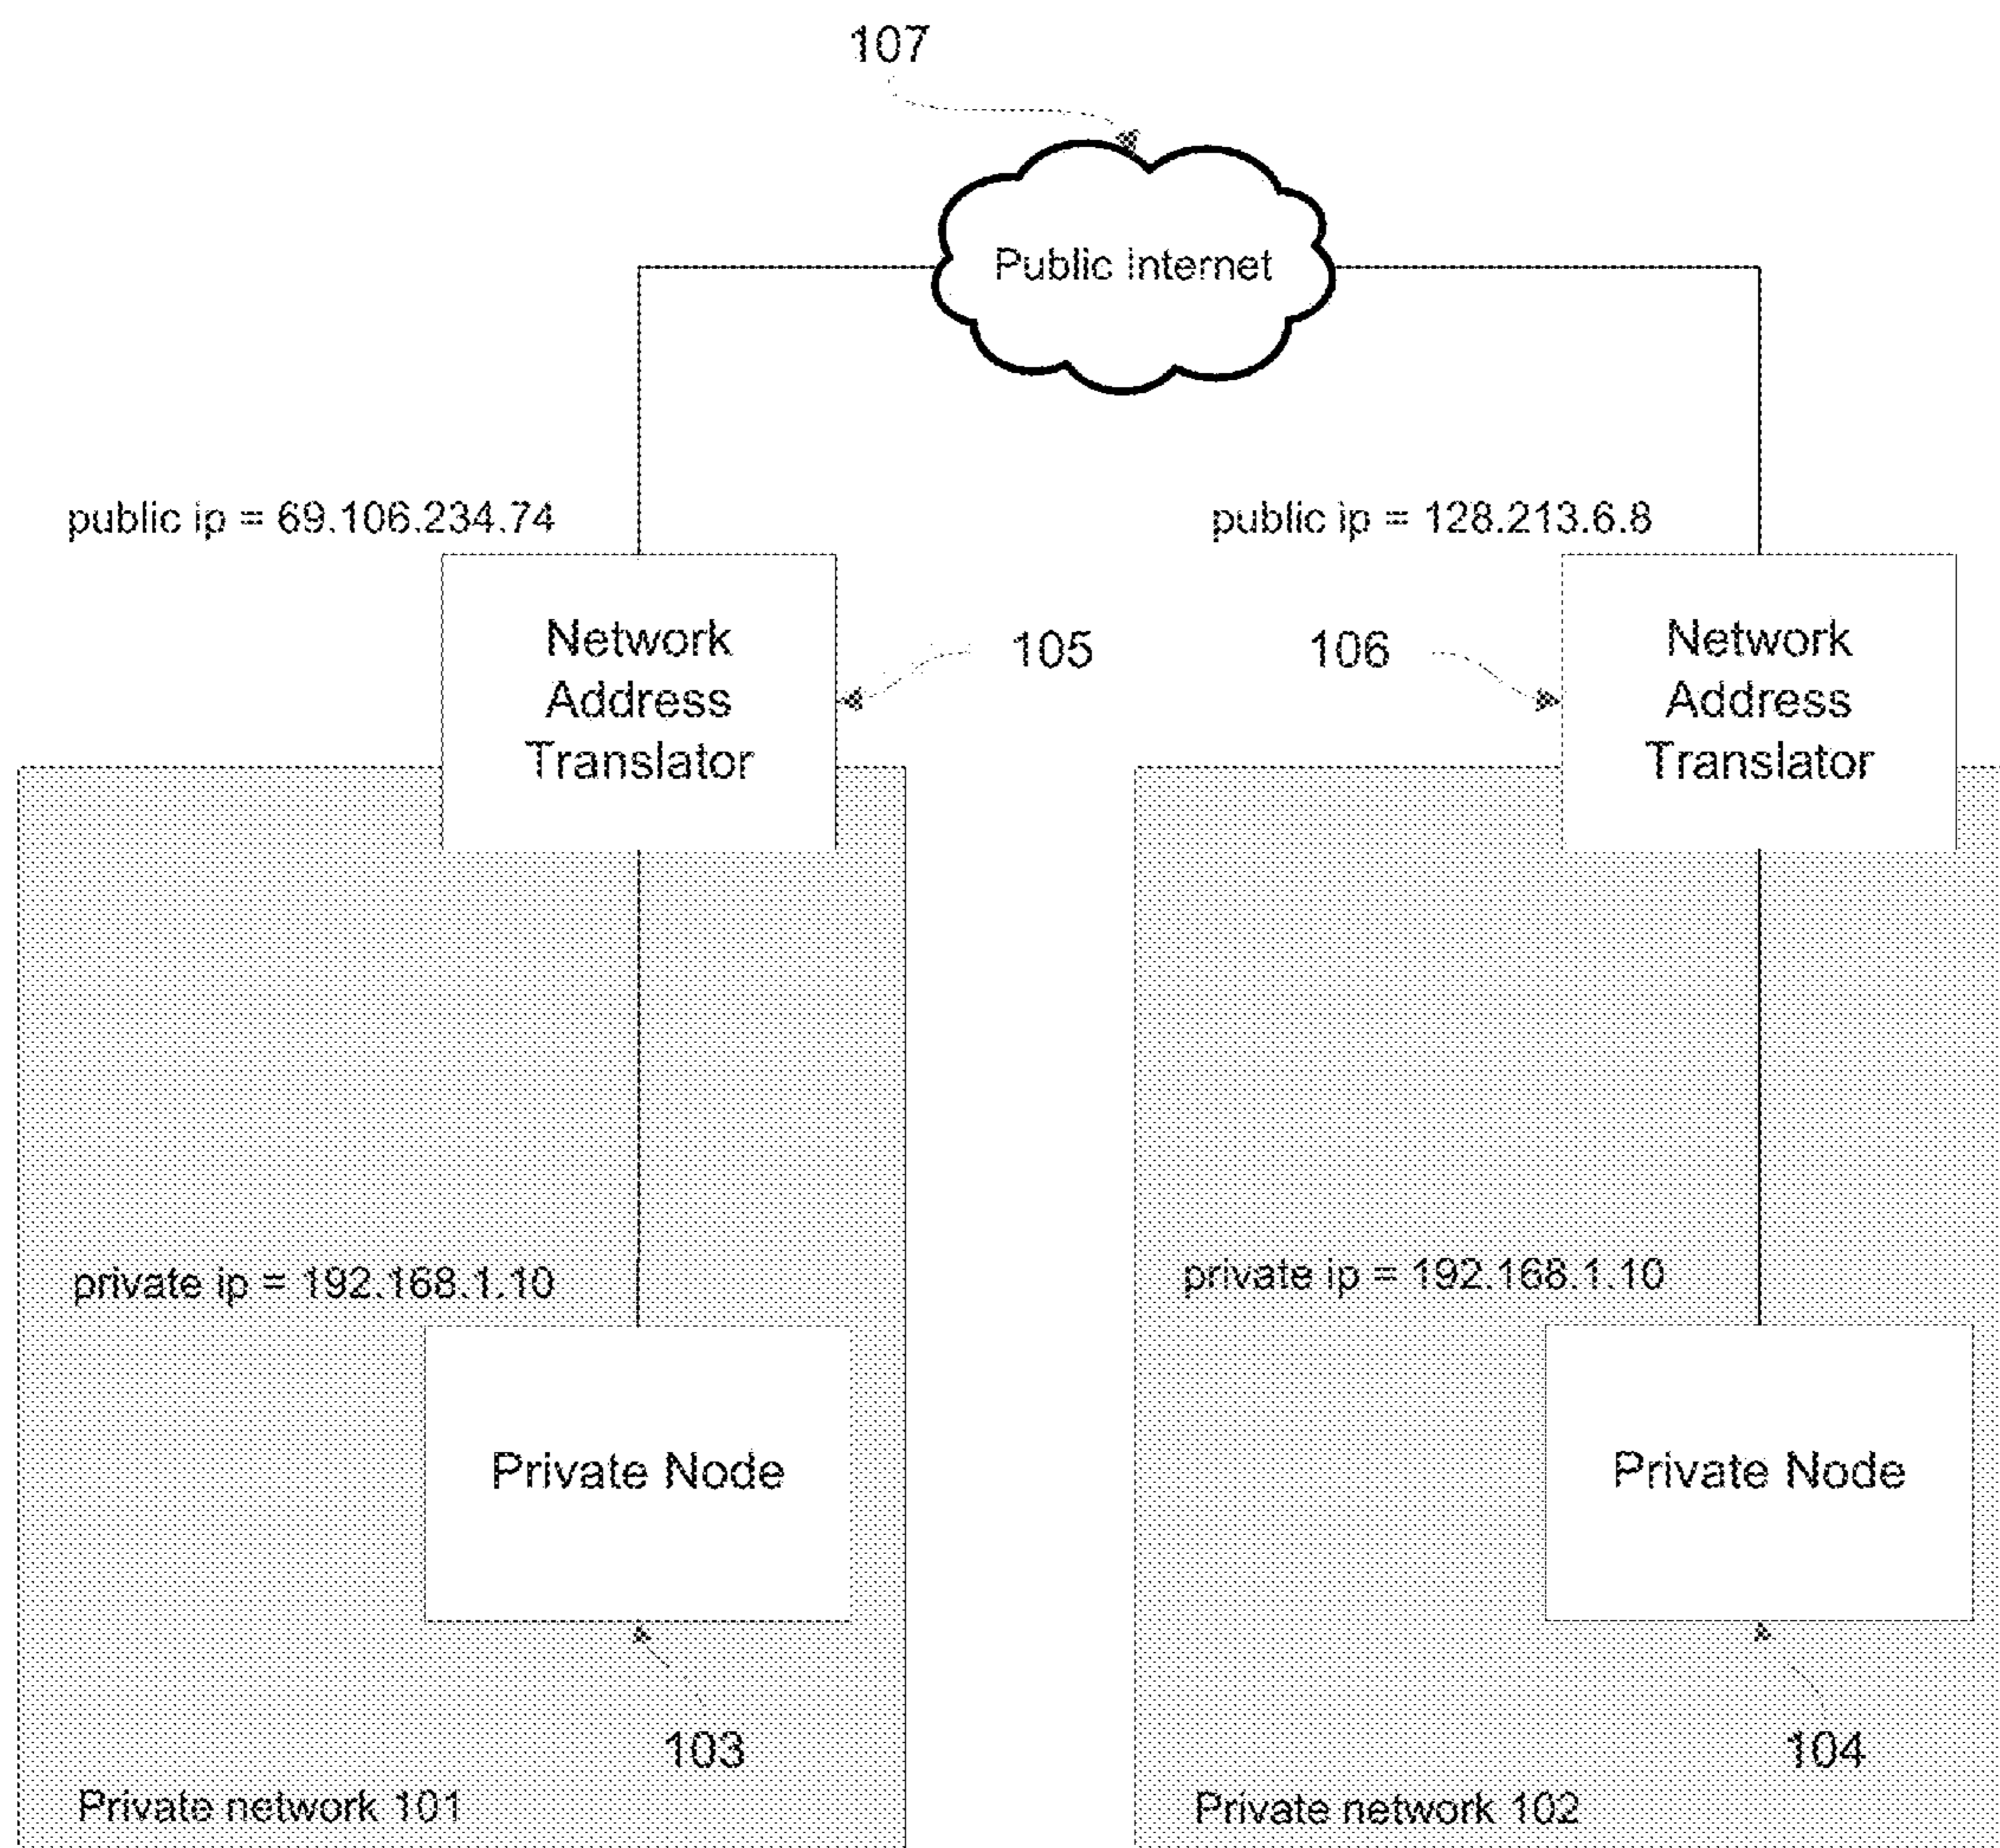 107
Public Internet
public ip = 69.106.234.74
public ip = 128.213.6.8
Network
Address
Translator
105
106
Network
Address
Translator
private ip = 192.168.1.10
private ip = 192.168.1.10
Private Node
Private Node
103
104
Private network 101
Private network 102